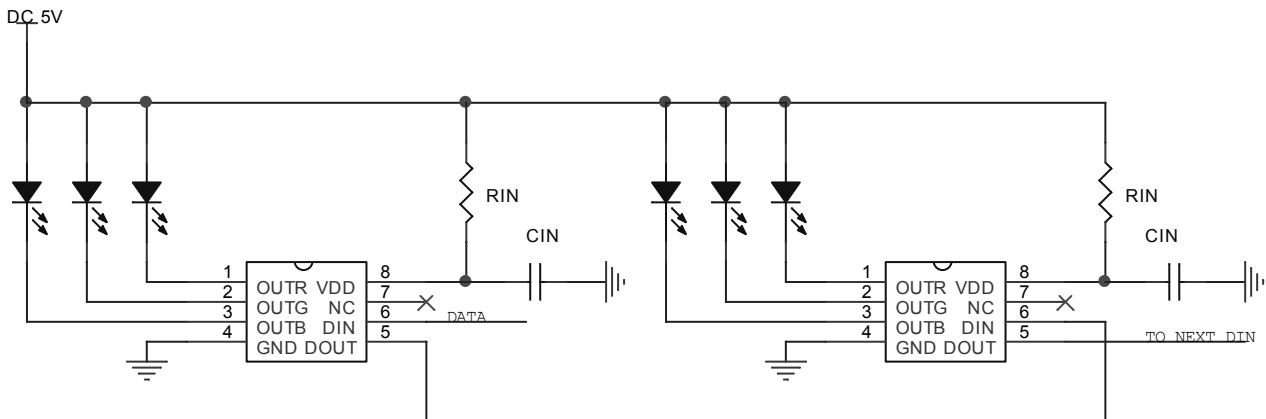 DC 5V
RIN
CIN
1 OUTR VDD 8
2 OUTG NC 7
3 OUTB DIN 6 DATA
4 GND DOUT 5
RIN
CIN
1 OUTR VDD 8
2 OUTG NC 7
3 OUTB DIN 6
4 GND DOUT 5 TO NEXT DIN